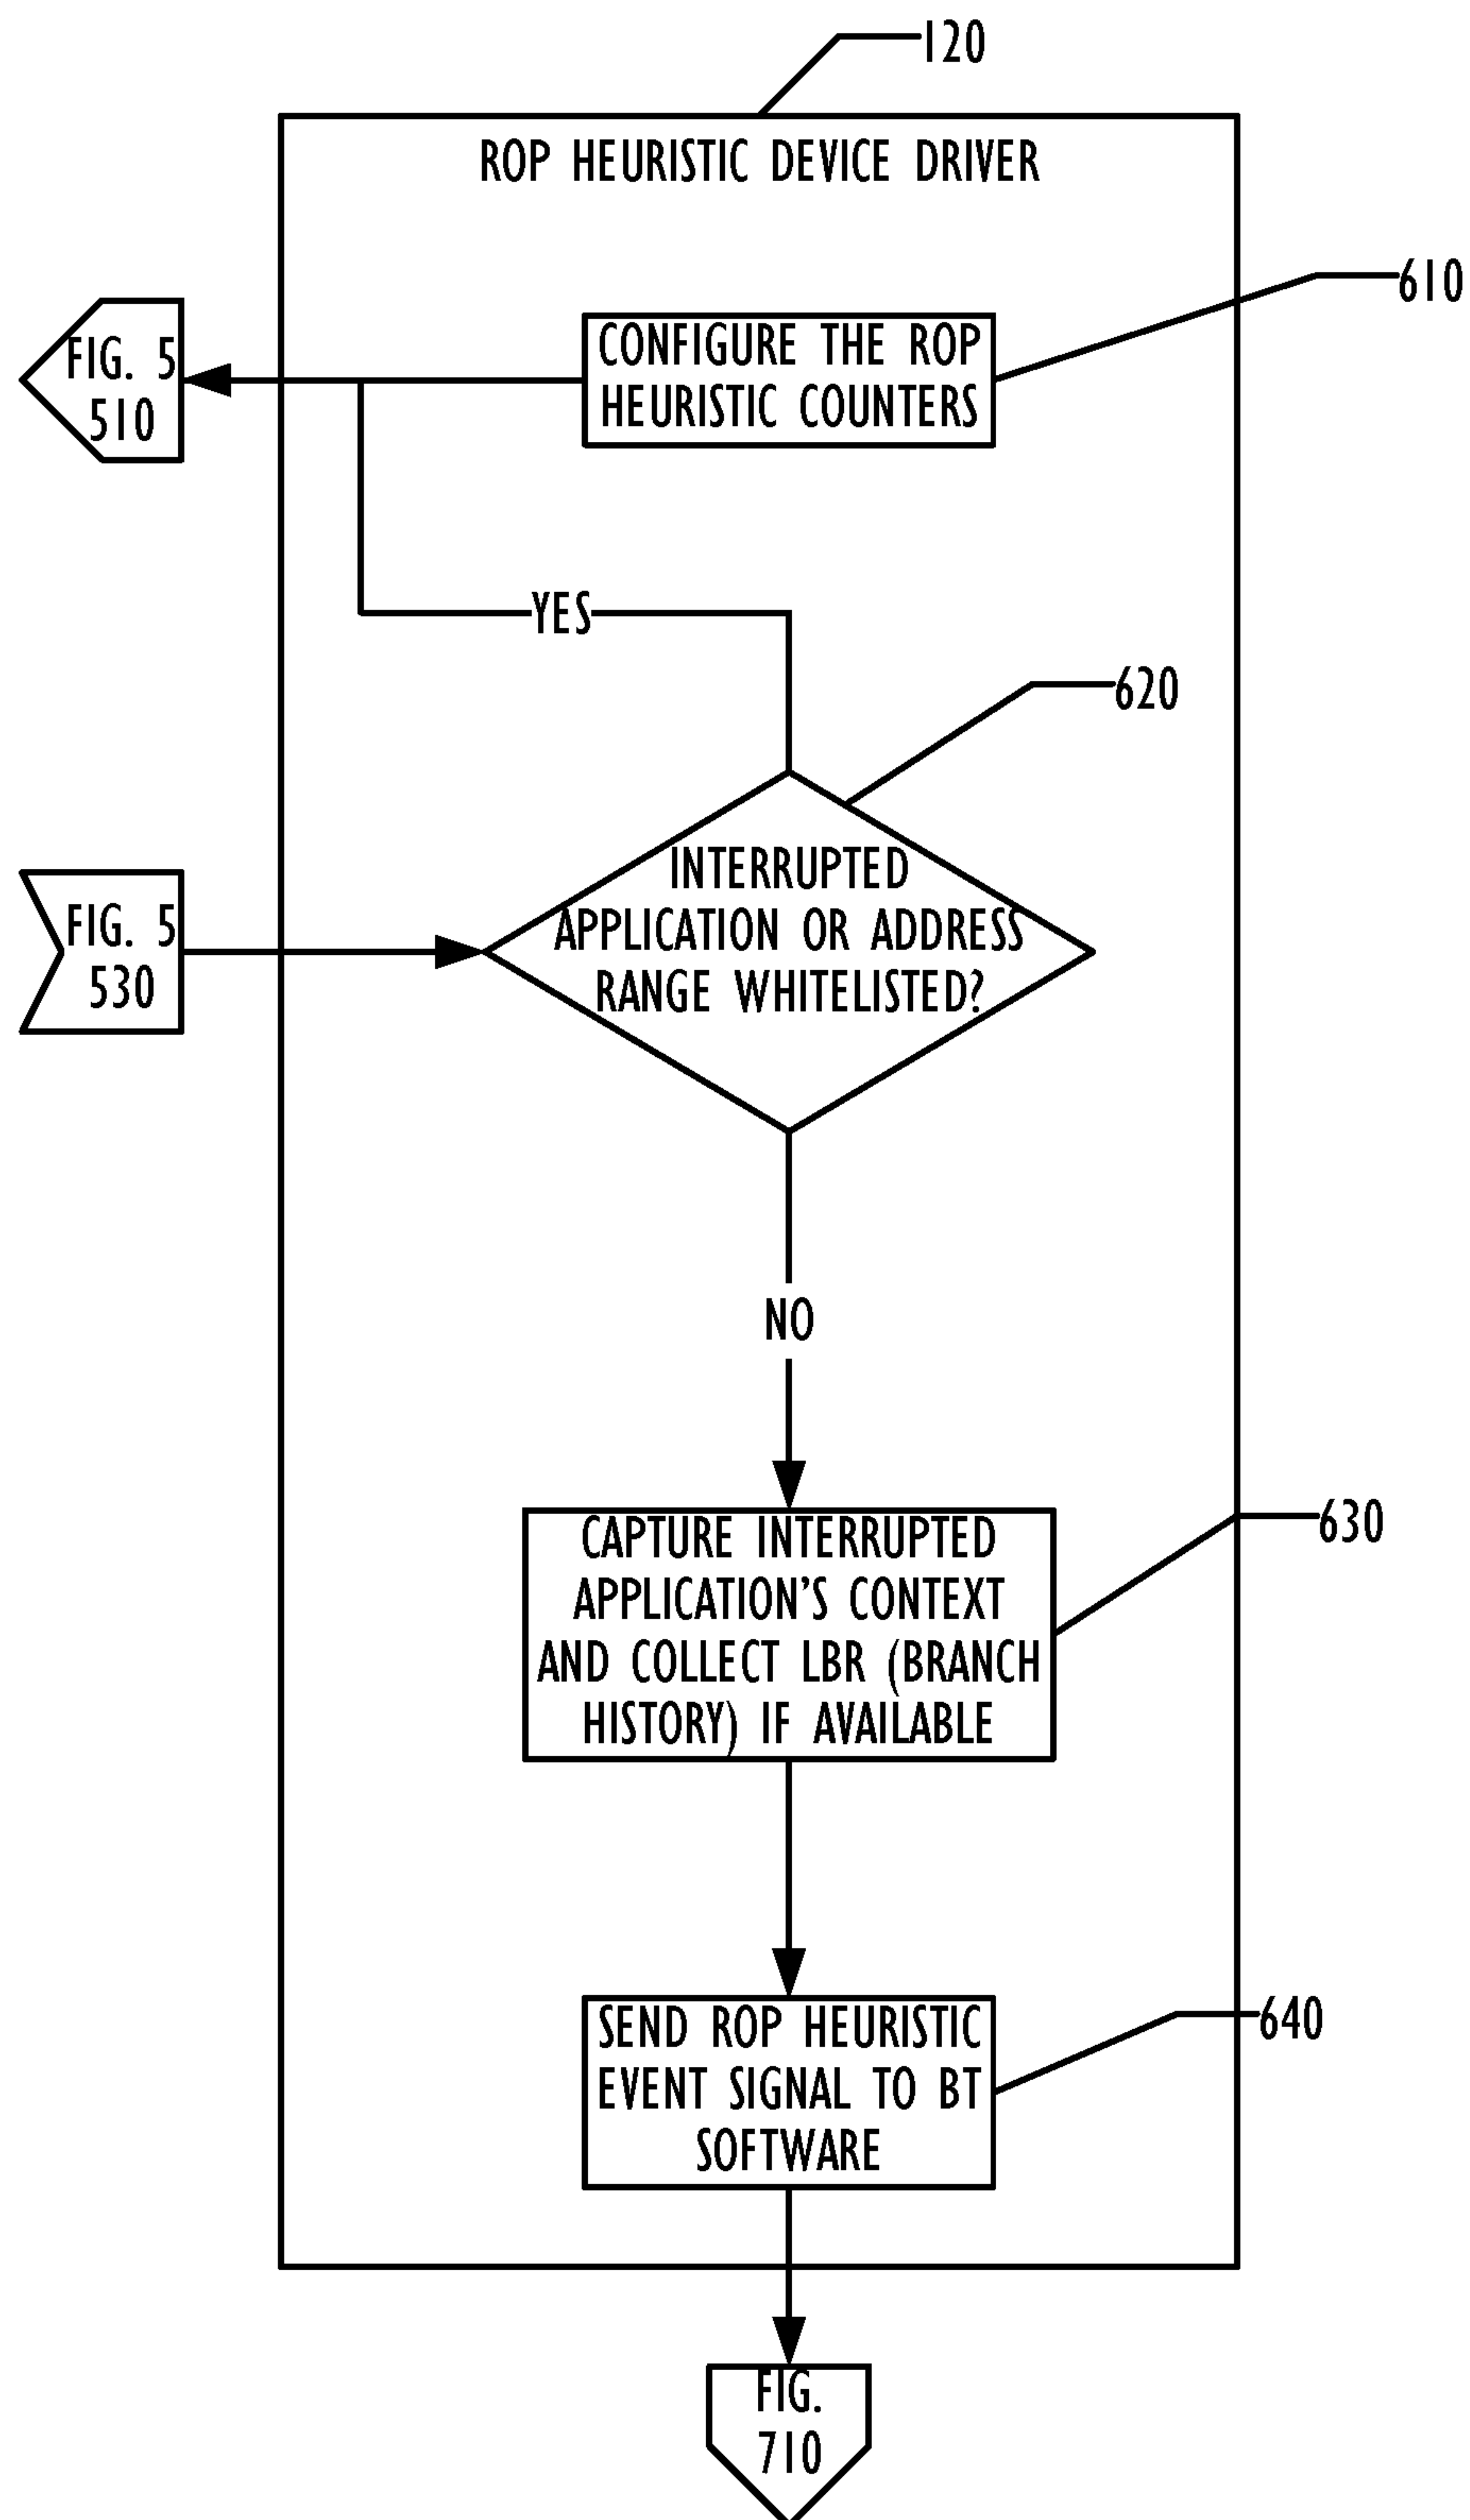 120
ROP HEURISTIC DEVICE DRIVER
610
CONFIGURE THE ROP
HEURISTIC COUNTERS
FIG. 5
510
YES
620
INTERRUPTED
APPLICATION OR ADDRESS
RANGE WHITELISTED?
FIG. 5
530
NO
630
CAPTURE INTERRUPTED
APPLICATION’S CONTEXT
AND COLLECT LBR (BRANCH
HISTORY) IF AVAILABLE
640
SEND ROP HEURISTIC
EVENT SIGNAL TO BT
SOFTWARE
FIG.
710